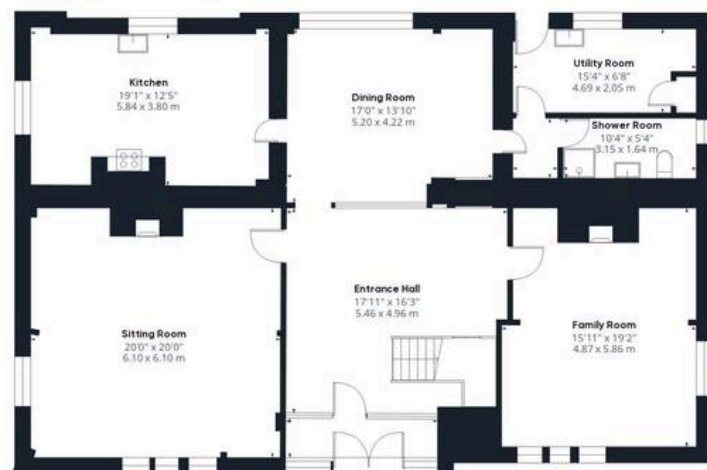 Kitchen
19'1" x 12'5"
5.84 x 3.80 m
Dining Room
17'0" x 13'10"
5.20 x 4.22 m
Utility Room
15'4" x 6'8"
4.69 x 2.05 m
Shower Room
10'4" x 5'4"
3.15 x 1.64 m
Sitting Room
20'0" x 20'0"
6.10 x 6.10 m
Entrance Hall
17'11" x 16'3"
5.46 x 4.96 m
Family Room
15'11" x 19'2"
4.87 x 5.86 m